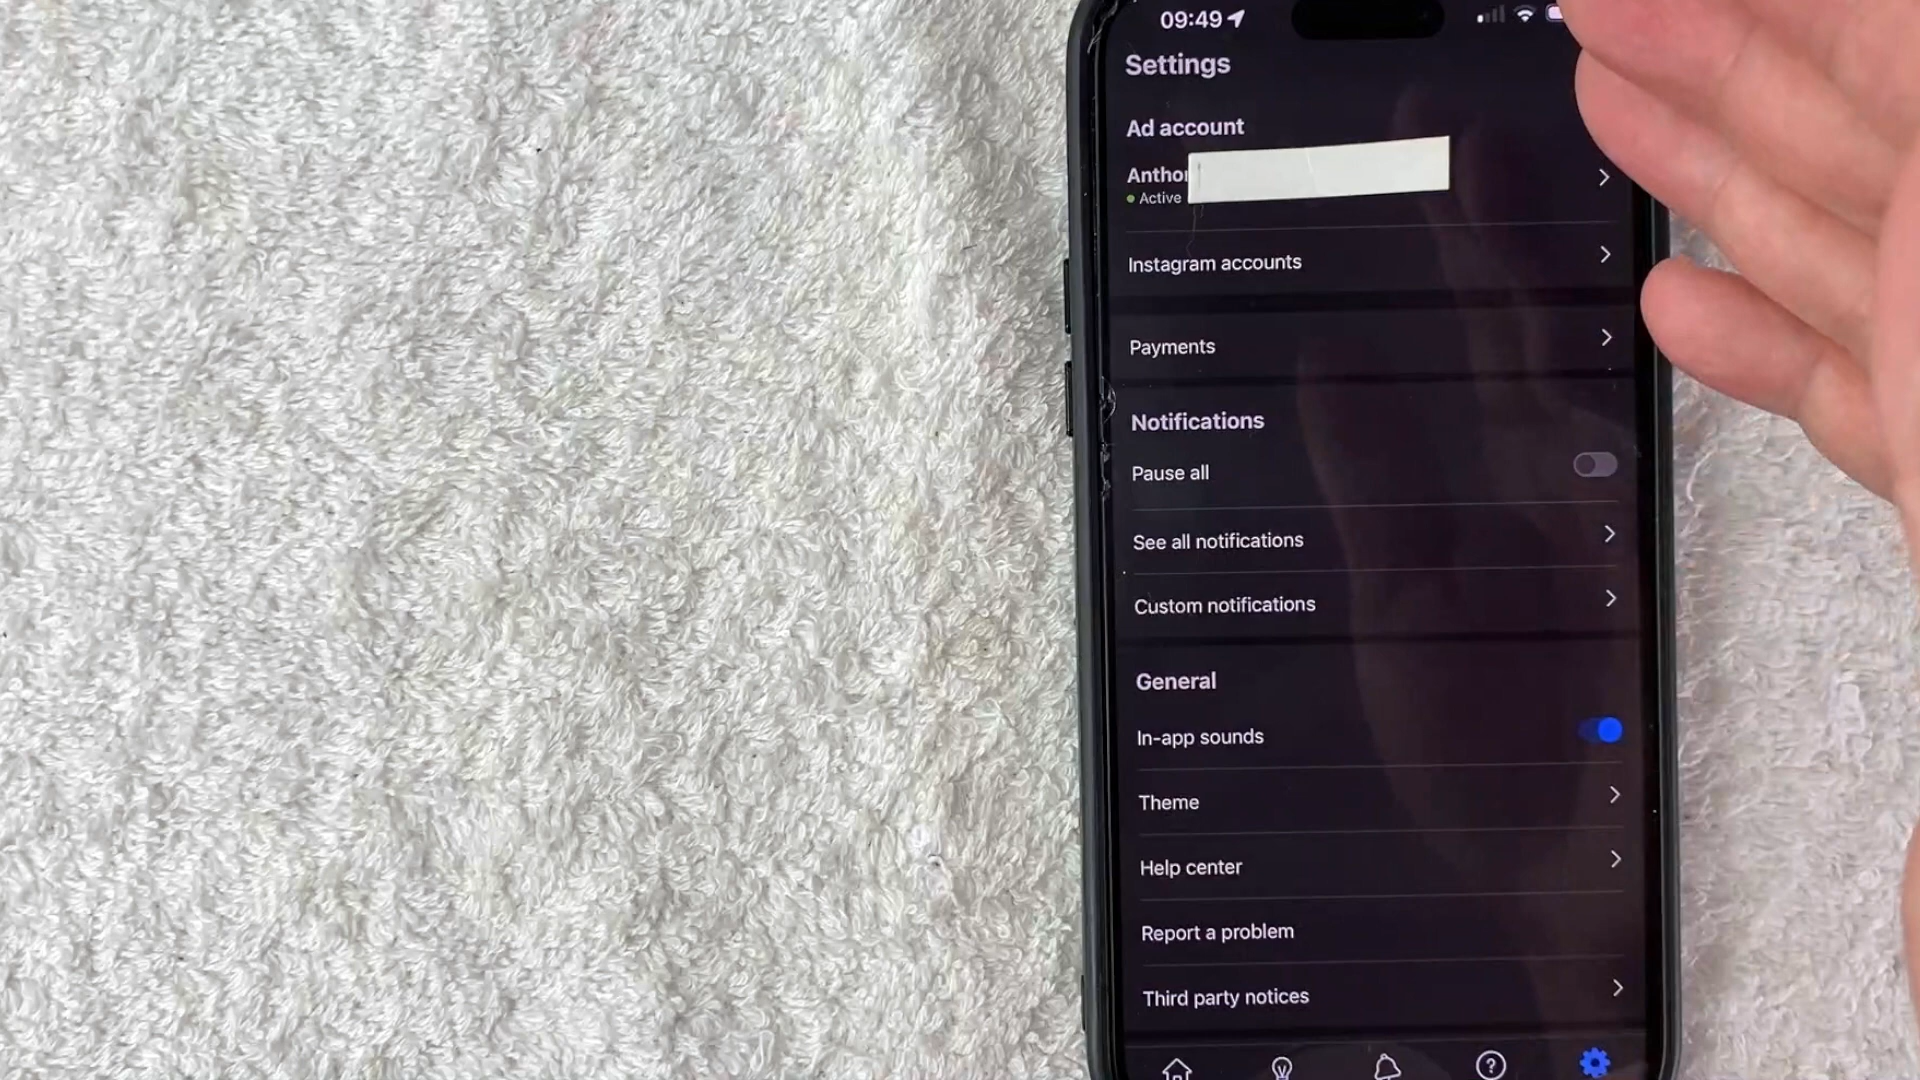 09:49
Settings
Ad account
Active
Instagram accounts
Payments
Notifications
Pause all
See all notifications
Custom notifications
General
In-app sounds
Theme
Help center
Report a problem
Third party notices